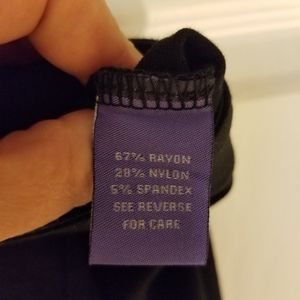 67% RAYON
28% NYLON
5% SPANDEX
SEE REVERSE
FOR CARE